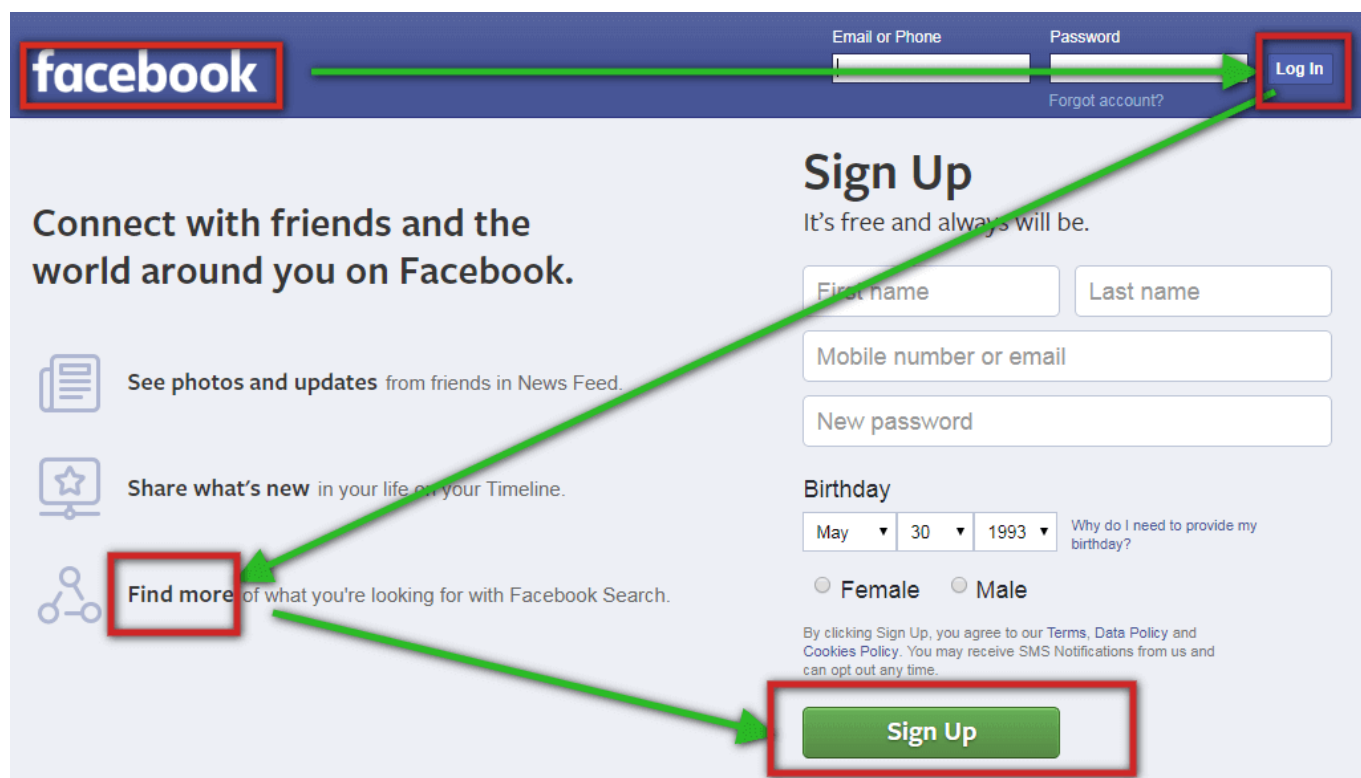 facebook
Email or Phone
Password
Log In
Forgot account?
Connect with friends and the
world around you on Facebook.
See photos and updates from friends in News Feed.
Share what's new in your life on your Timeline.
Find more of what you're looking for with Facebook Search.
Sign Up
It's free and always will be.
First name
Last name
Mobile number or email
New password
Birthday
May
30
1993
Why do I need to provide my
birthday?
Female
Male
By clicking Sign Up, you agree to our Terms, Data Policy and
Cookies Policy. You may receive SMS Notifications from us and
can opt out any time.
Sign Up